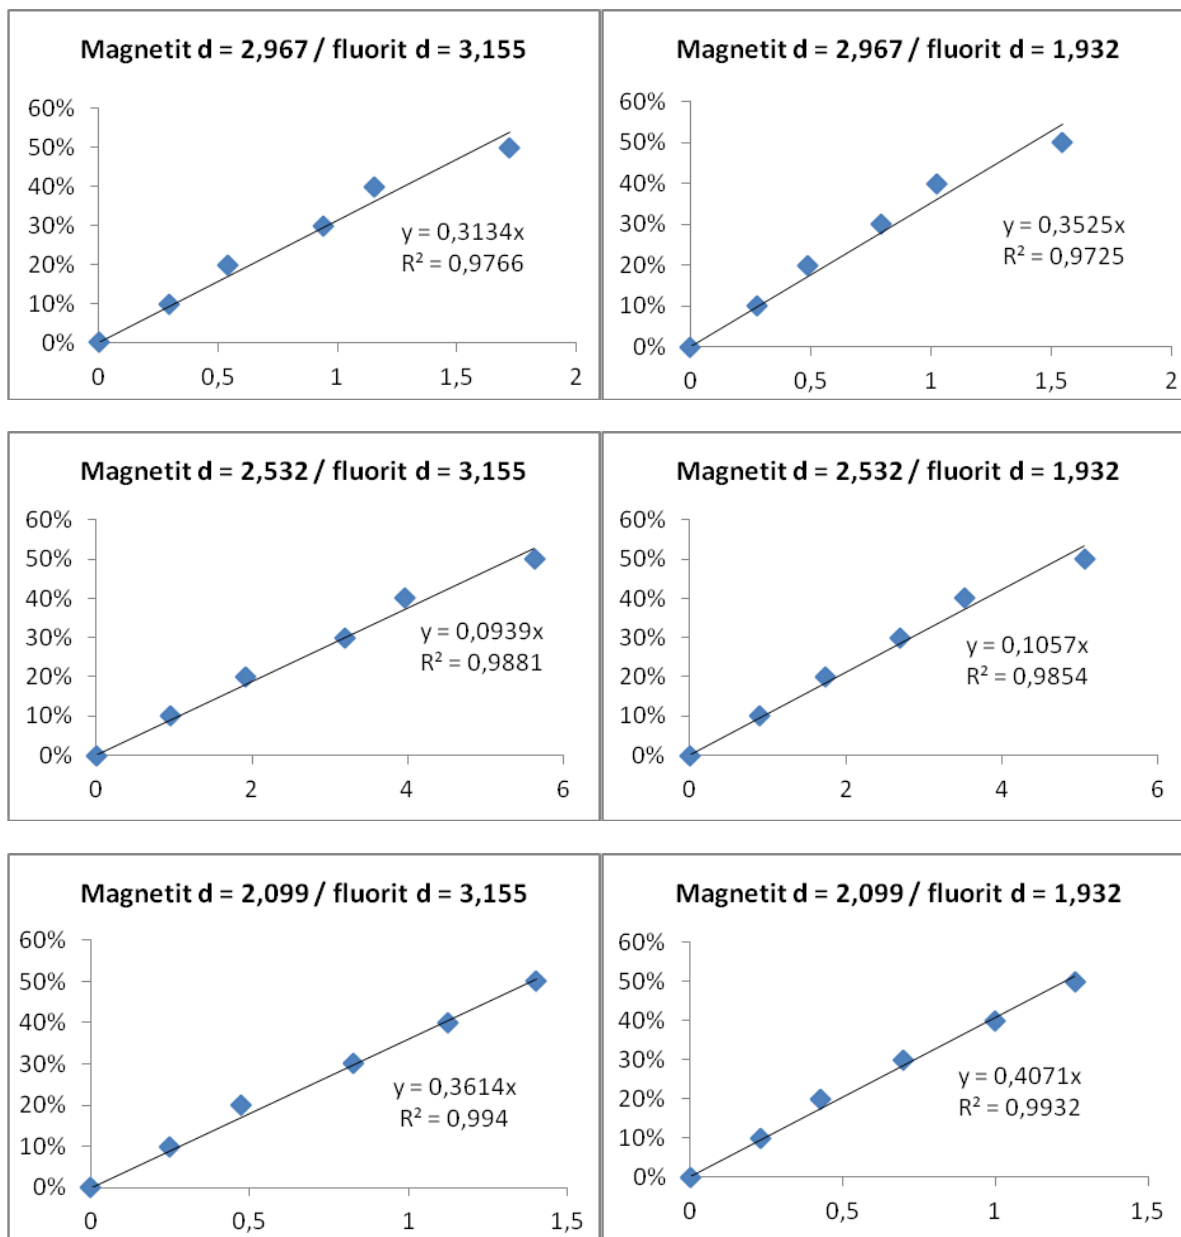 Magnetit d = 2,967 / fluorit d = 3,155
60%
50%
40%
30%
20%
10%
0%
y = 0,3134x
R² = 0,9766
0 0,5 1 1,5 2
Magnetit d = 2,967 / fluorit d = 1,932
60%
50%
40%
30%
20%
10%
0%
y = 0,3525x
R² = 0,9725
0 0,5 1 1,5 2
Magnetit d = 2,532 / fluorit d = 3,155
60%
50%
40%
30%
20%
10%
0%
y = 0,0939x
R² = 0,9881
0 2 4 6
Magnetit d = 2,532 / fluorit d = 1,932
60%
50%
40%
30%
20%
10%
0%
y = 0,1057x
R² = 0,9854
0 2 4 6
Magnetit d = 2,099 / fluorit d = 3,155
60%
50%
40%
30%
20%
10%
0%
y = 0,3614x
R² = 0,994
0 0,5 1 1,5
Magnetit d = 2,099 / fluorit d = 1,932
60%
50%
40%
30%
20%
10%
0%
y = 0,4071x
R² = 0,9932
0 0,5 1 1,5